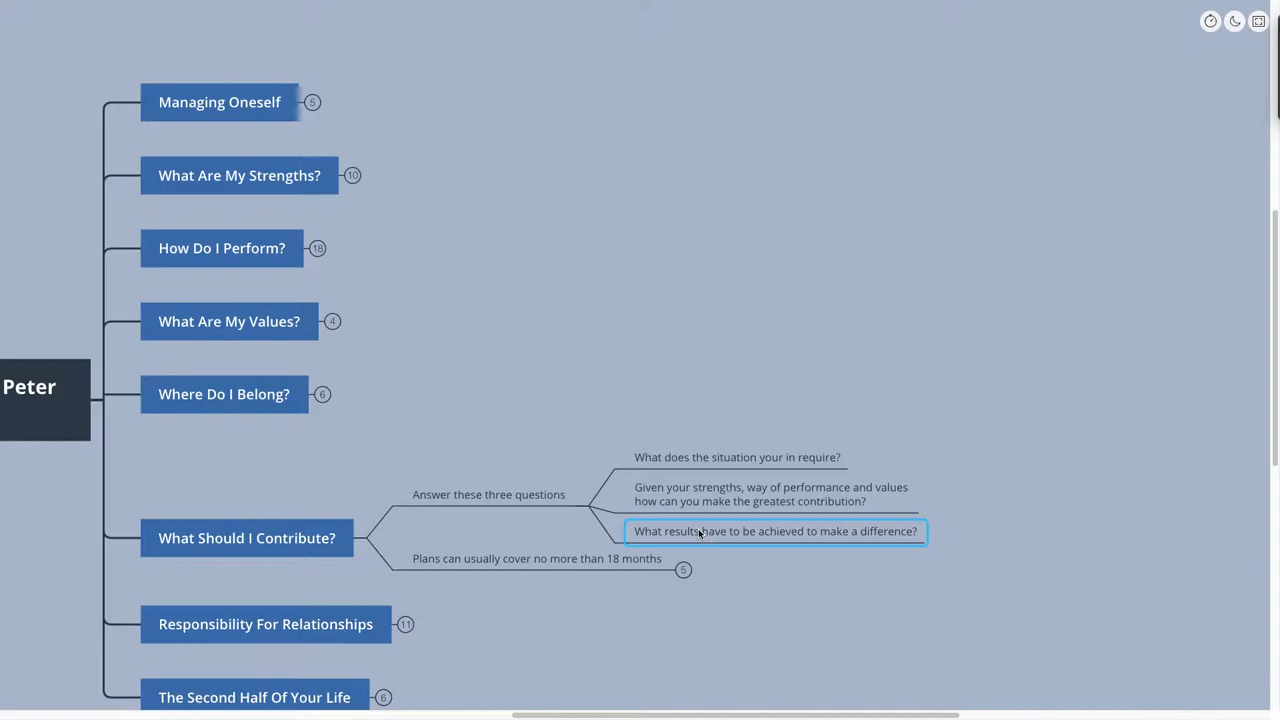 Managing Oneself
5
What Are My Strengths?
10
How Do I Perform?
18
What Are My Values?
4
Peter
Where Do I Belong?
6
What Should I Contribute?
Answer these three questions
What does the situation your in require?
Given your strengths, way of performance and values
how can you make the greatest contribution?
What results have to be achieved to make a difference?
Plans can usually cover no more than 18 months
5
Responsibility For Relationships
11
The Second Half Of Your Life
6